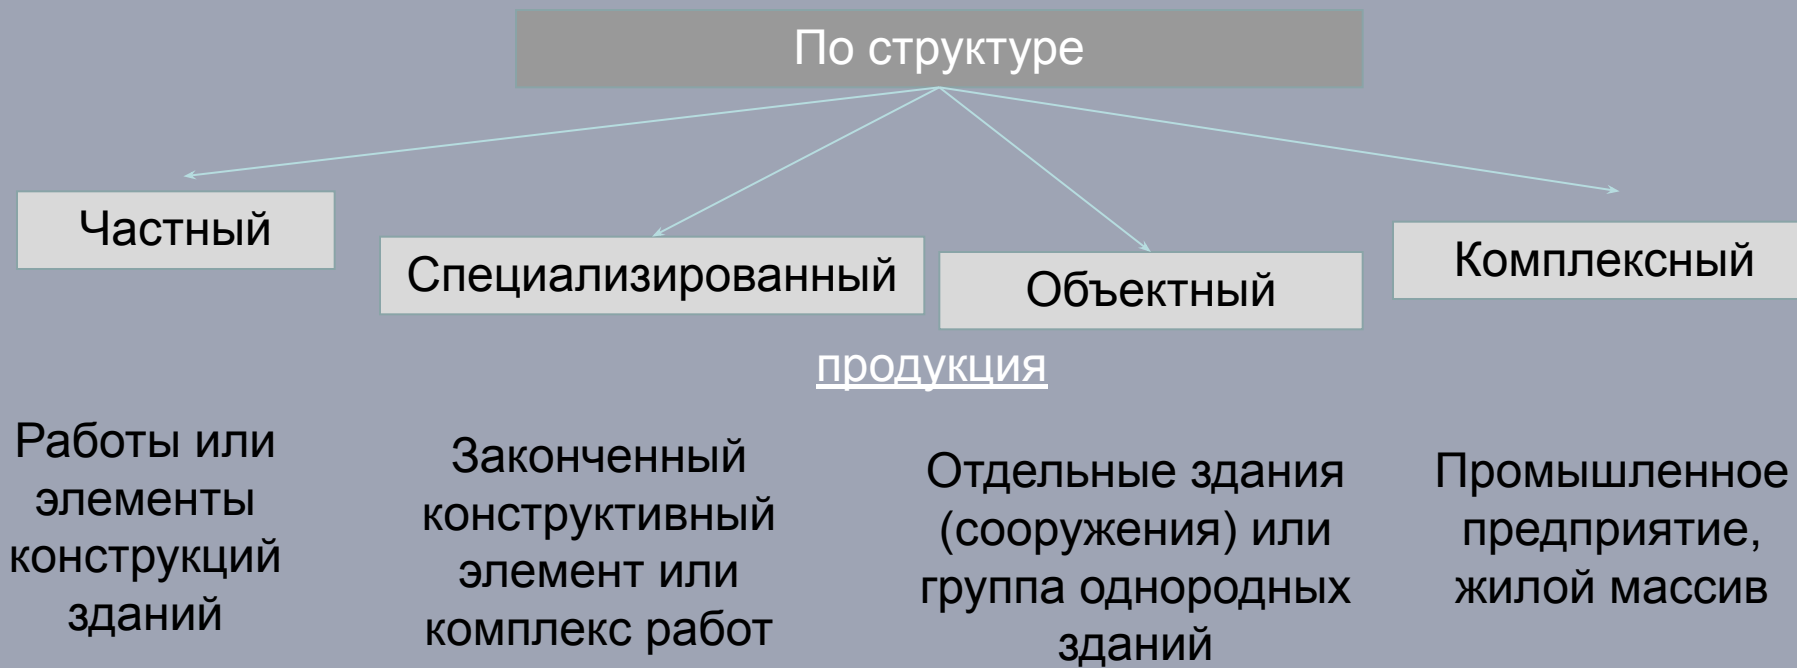 По структуре
Частный
Специализированный
Объектный
Комплексный
продукция
Работы или
элементы
конструкций
зданий
Законченный
конструктивный
элемент или
комплекс работ
Отдельные здания
(сооружения) или
группа однородных
зданий
Промышленное
предприятие,
жилой массив